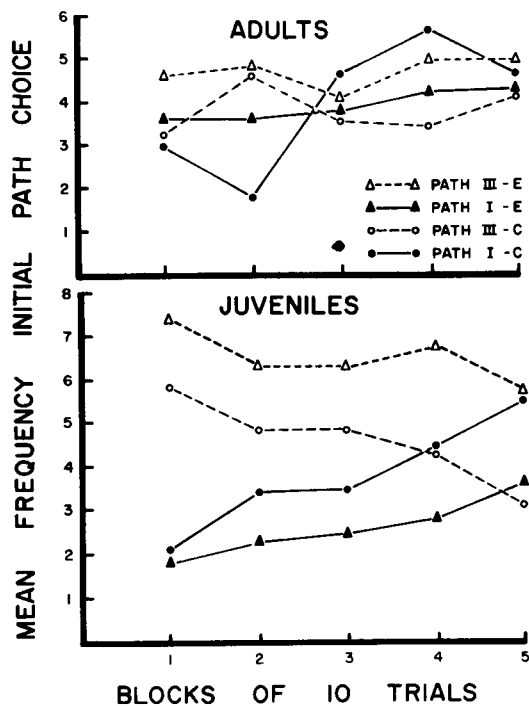 ADULTS
6
5
4
3
2
1
PATH III-E
PATH I-E
PATH III-C
PATH I-C
JUVENILES
8
7
6
5
4
3
2
1
1 2 3 4 5
BLOCKS OF 10 TRIALS
MEAN FREQUENCY INITIAL PATH CHOICE